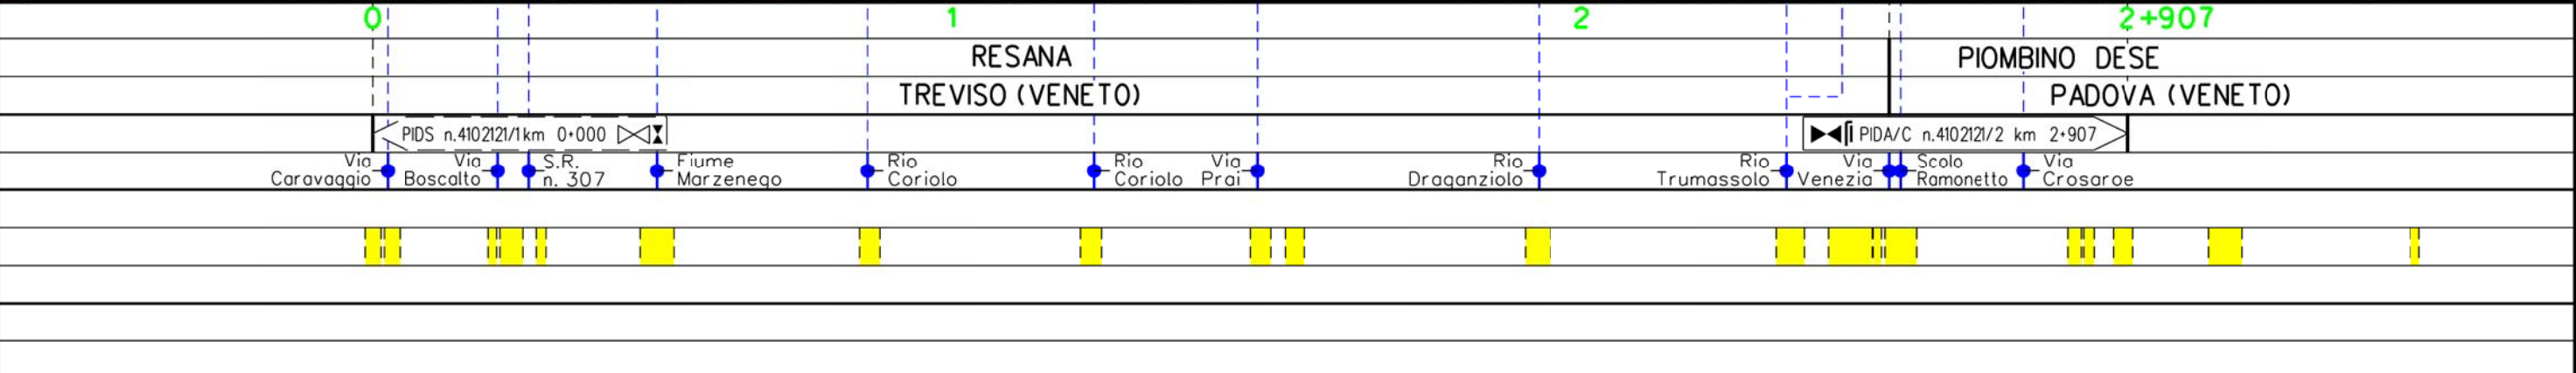 0 1 2 2+907
RESANA PIOMBINO DESE
TREVISO (VENETO) PADOVA (VENETO)
PIDS n.4102121/1 km 0+000 PIDA/C n.4102121/2 km 2+907
Via Via S.R. Fiume Rio Rio Via Rio Rio Via Scolo Via
Caravaggio Boscalto n. 307 Marzenego Coriolo Coriolo Prai Draganziolo Trumassolo Venezia Ramonetto Crosaroe